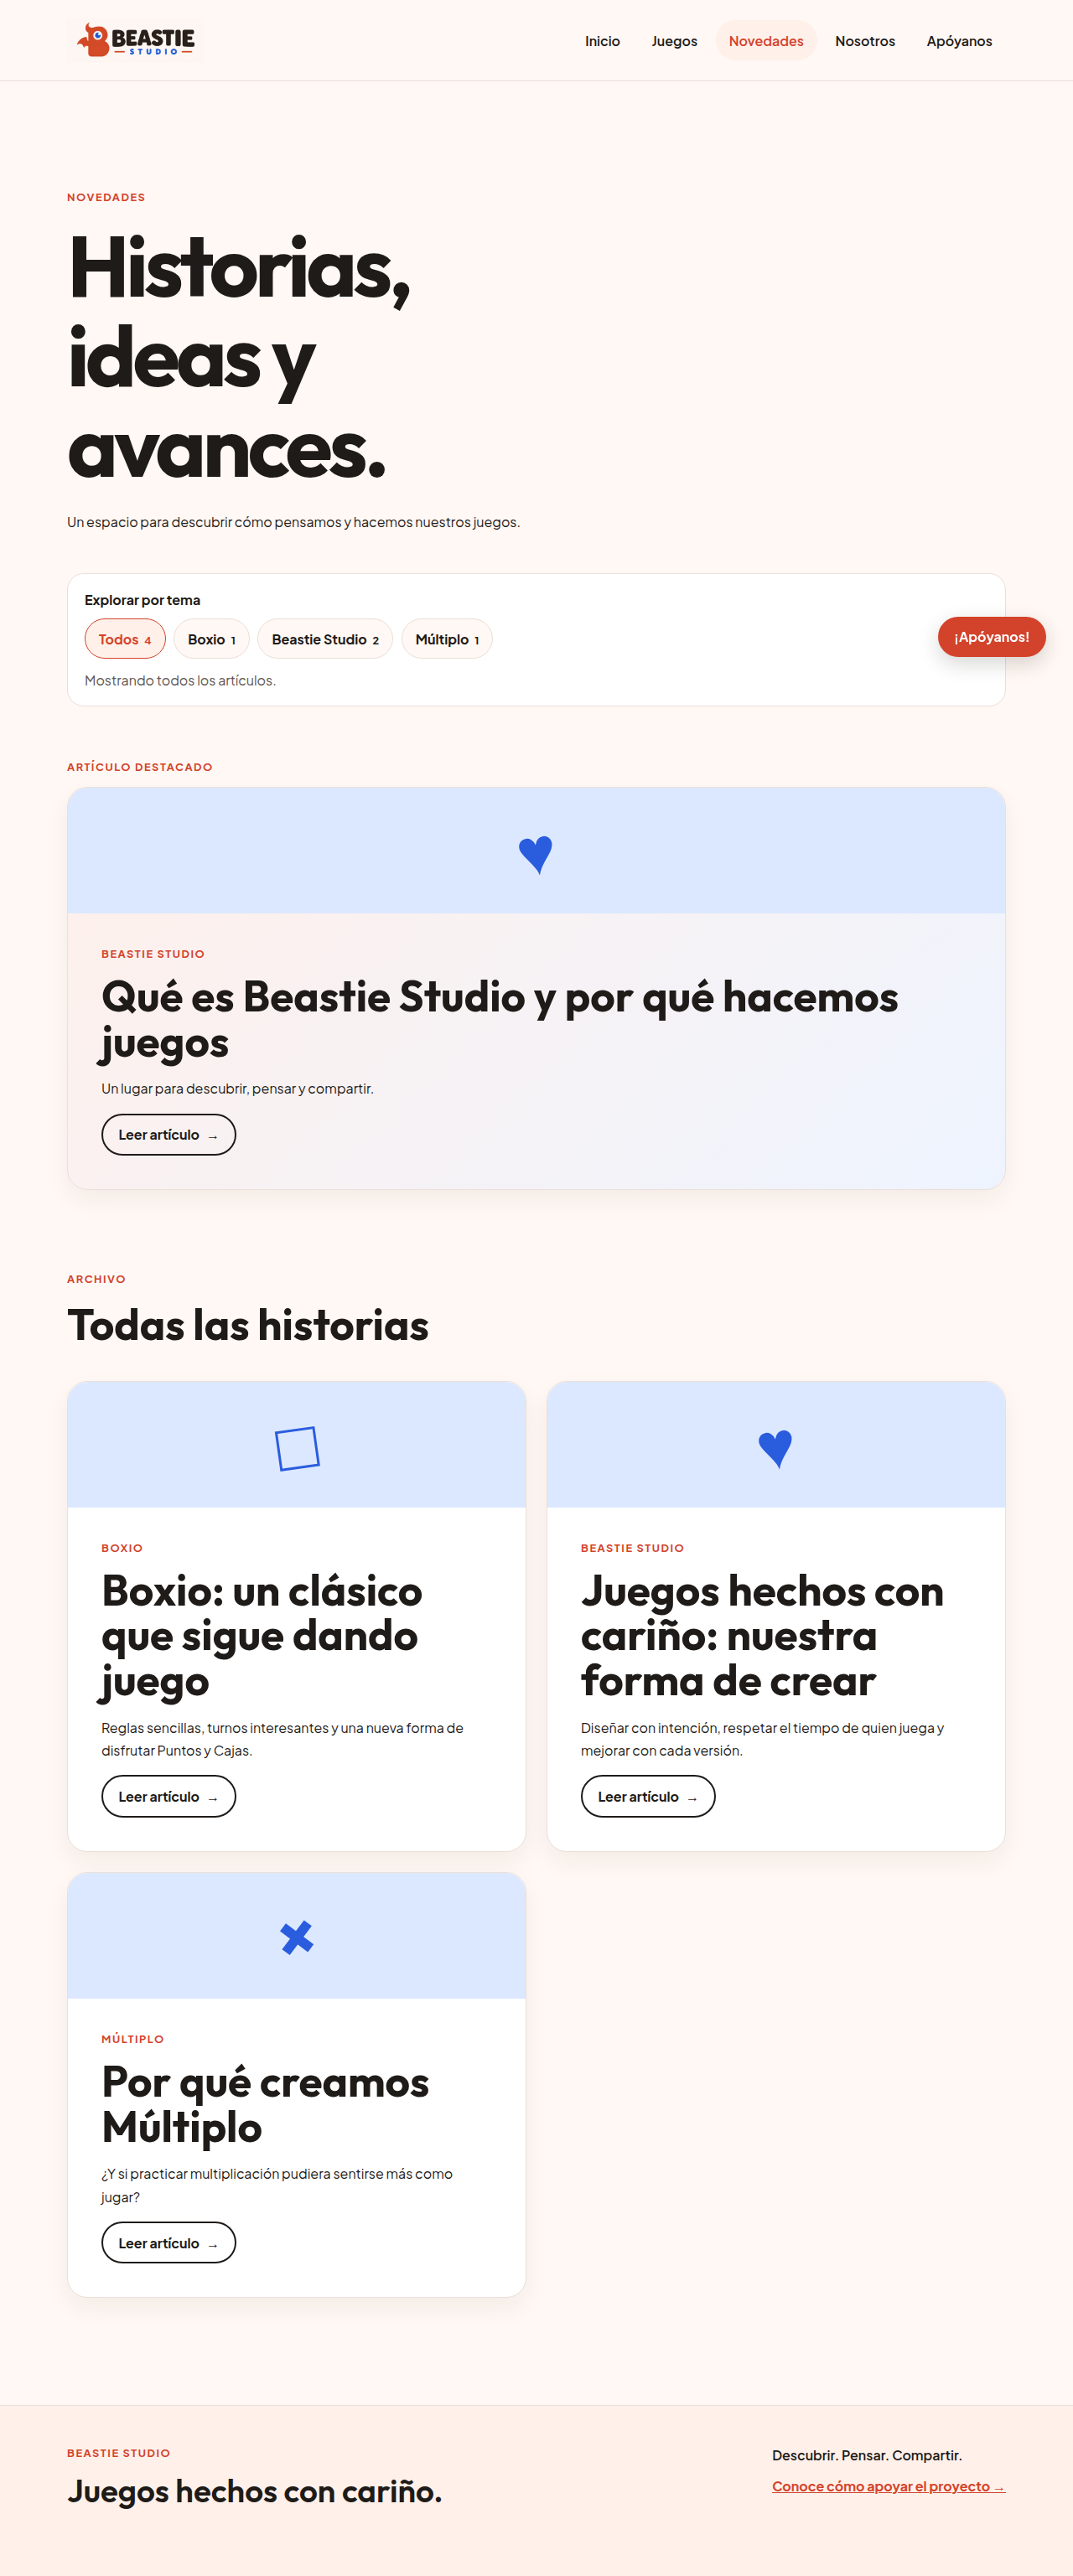 BEASTIE
STUDIO
Inicio
Juegos
Novedades
Nosotros
Apóyanos
NOVEDADES
Historias,
ideas y
avances.
Un espacio para descubrir cómo pensamos y hacemos nuestros juegos.
Explorar por tema
Todos 4
Boxio 1
Beastie Studio 2
Múltiplo 1
¡Apóyanos!
Mostrando todos los artículos.
ARTÍCULO DESTACADO
BEASTIE STUDIO
Qué es Beastie Studio y por qué hacemos
juegos
Un lugar para descubrir, pensar y compartir.
Leer artículo →
ARCHIVO
Todas las historias
BOXIO
Boxio: un clásico
que sigue dando
juego
Reglas sencillas, turnos interesantes y una nueva forma de
disfrutar Puntos y Cajas.
Leer artículo →
BEASTIE STUDIO
Juegos hechos con
cariño: nuestra
forma de crear
Diseñar con intención, respetar el tiempo de quien juega y
mejorar con cada versión.
Leer artículo →
MÚLTIPLO
Por qué creamos
Múltiplo
¿Y si practicar multiplicación pudiera sentirse más como
jugar?
Leer artículo →
BEASTIE STUDIO
Juegos hechos con cariño.
Descubrir. Pensar. Compartir.
Conoce cómo apoyar el proyecto →